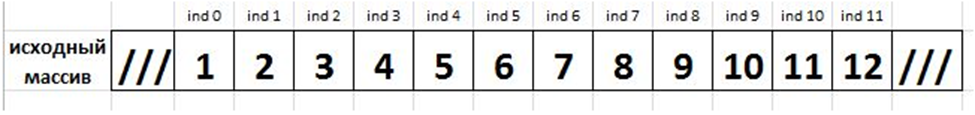 ind 0 ind 1 ind 2 ind 3 ind 4 ind 5 ind 6 ind 7 ind 8 ind 9 ind 10 ind 11
исходный
массив
/// 1 2 3 4 5 6 7 8 9 10 11 12 ///